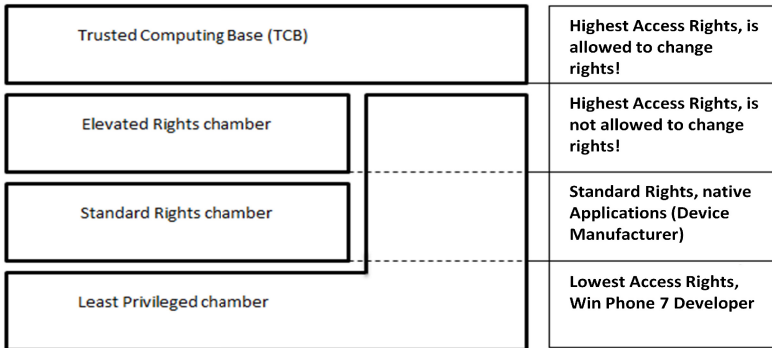 Trusted Computing Base (TCB)
Highest Access Rights, is
allowed to change
rights!
Elevated Rights chamber
Highest Access Rights, is
not allowed to change
rights!
Standard Rights chamber
Standard Rights, native
Applications (Device
Manufacturer)
Least Privileged chamber
Lowest Access Rights,
Win Phone 7 Developer